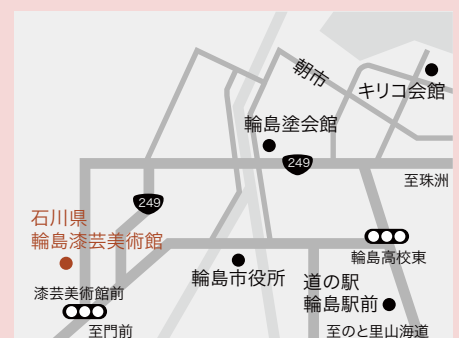 朝市
キリコ会館
輪島塗会館
249
至珠洲
249
石川県
輪島漆芸美術館
輪島高校東
輪島市役所
道の駅
輪島駅前
漆芸美術館前
至門前
至のと里山海道